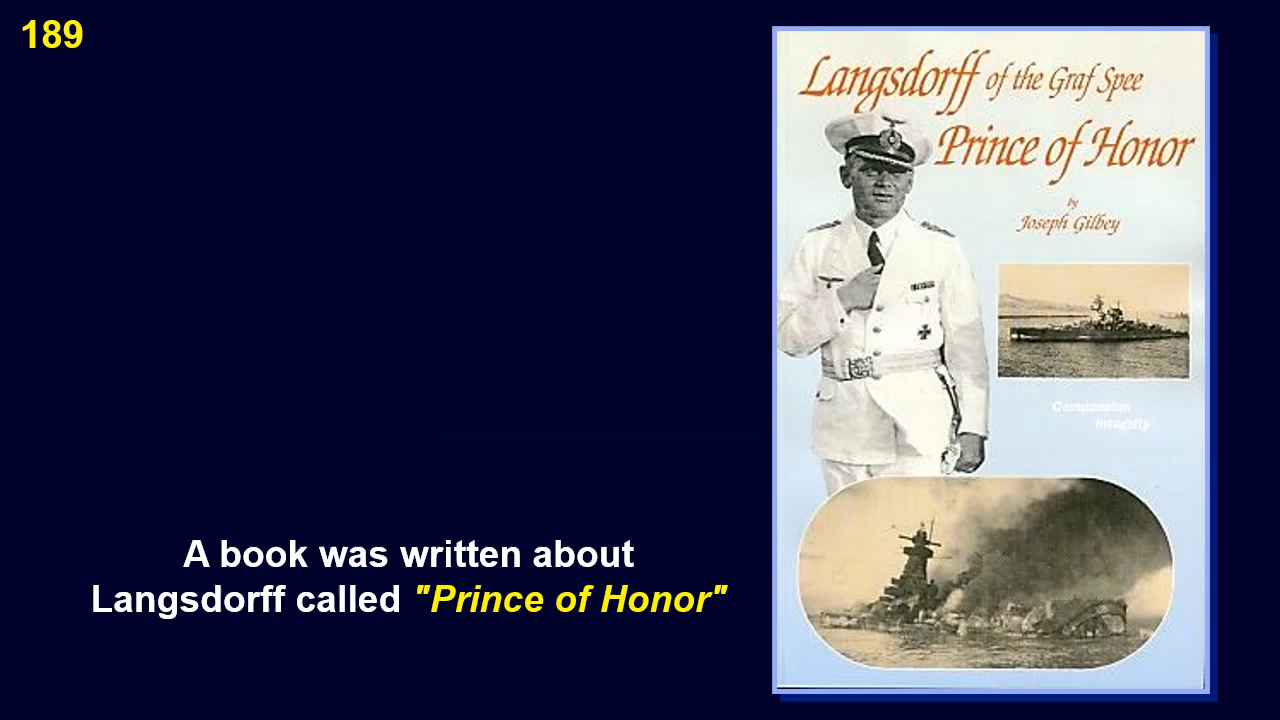 189
Langsdorff of the Graf Spee
Prince of Honor
by
Joseph Gilbey
Compassion
Integrity
A book was written about
Langsdorff called "Prince of Honor"